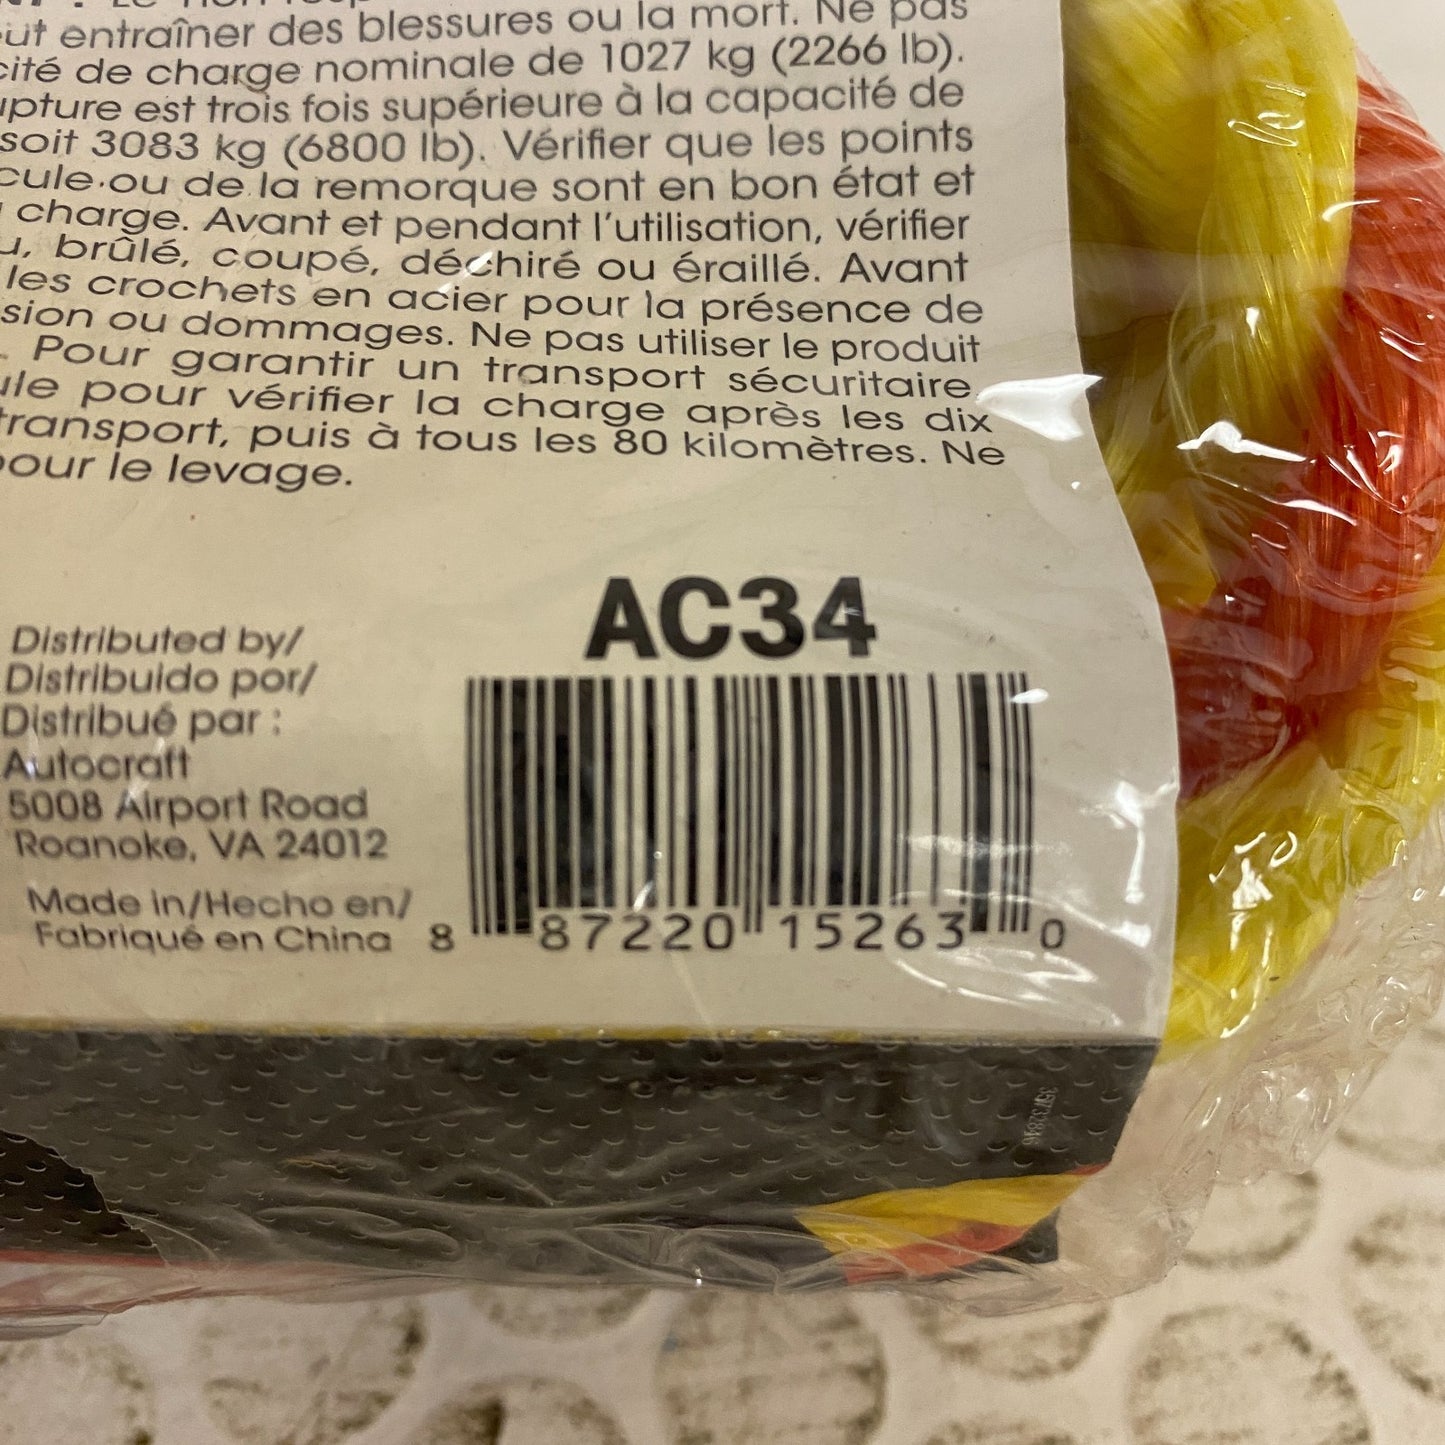 eut entraîner des blessures ou la mort. Ne pas
cité de charge nominale de 1027 kg (2266 lb).
upture est trois fois supérieure à la capacité de
soit 3083 kg (6800 lb). Vérifier que les points
cule ou de la remorque sont en bon état et
charge. Avant et pendant l'utilisation, vérifier
u, brûlé, coupé, déchiré ou éraillé. Avant
les crochets en acier pour la présence de
sion ou dommages. Ne pas utiliser le produit
. Pour garantir un transport sécuritaire,
ule pour vérifier la charge après les dix
transport, puis à tous les 80 kilomètres. Ne
pour le levage.
AC34
Distributed by/
Distribuido por/
Distribué par :
Autocraft
5008 Airport Road
Roanoke, VA 24012
Made in/Hecho en/
Fabriqué en China
8 87220 15263 0